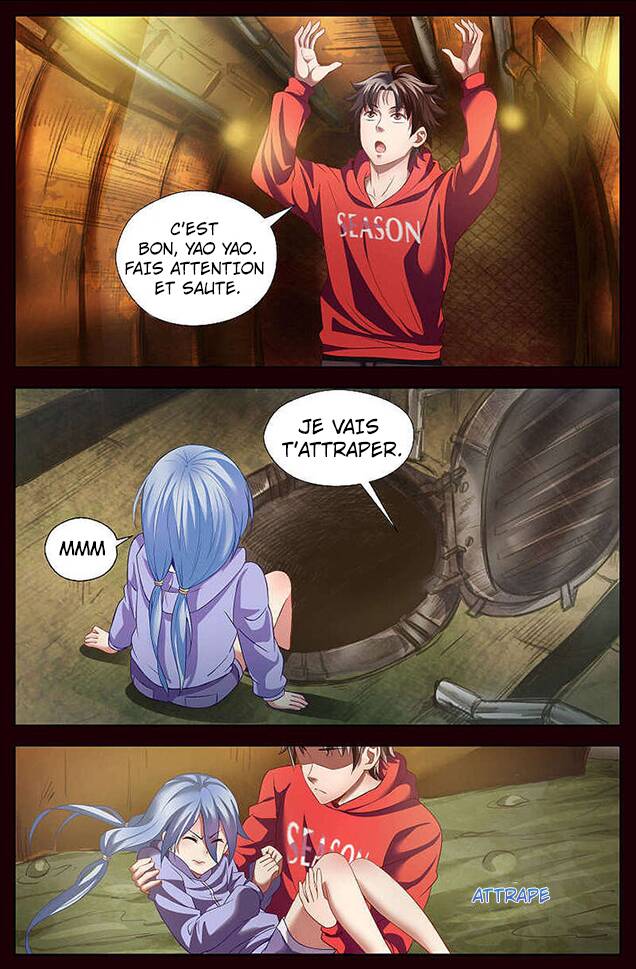 C'EST
BON, YAO YAO.
FAIS ATTENTION
ET SAUTE.
SEASON
JE VAIS
T'ATTRAPER.
MMM
SEASON
ATTRAPE